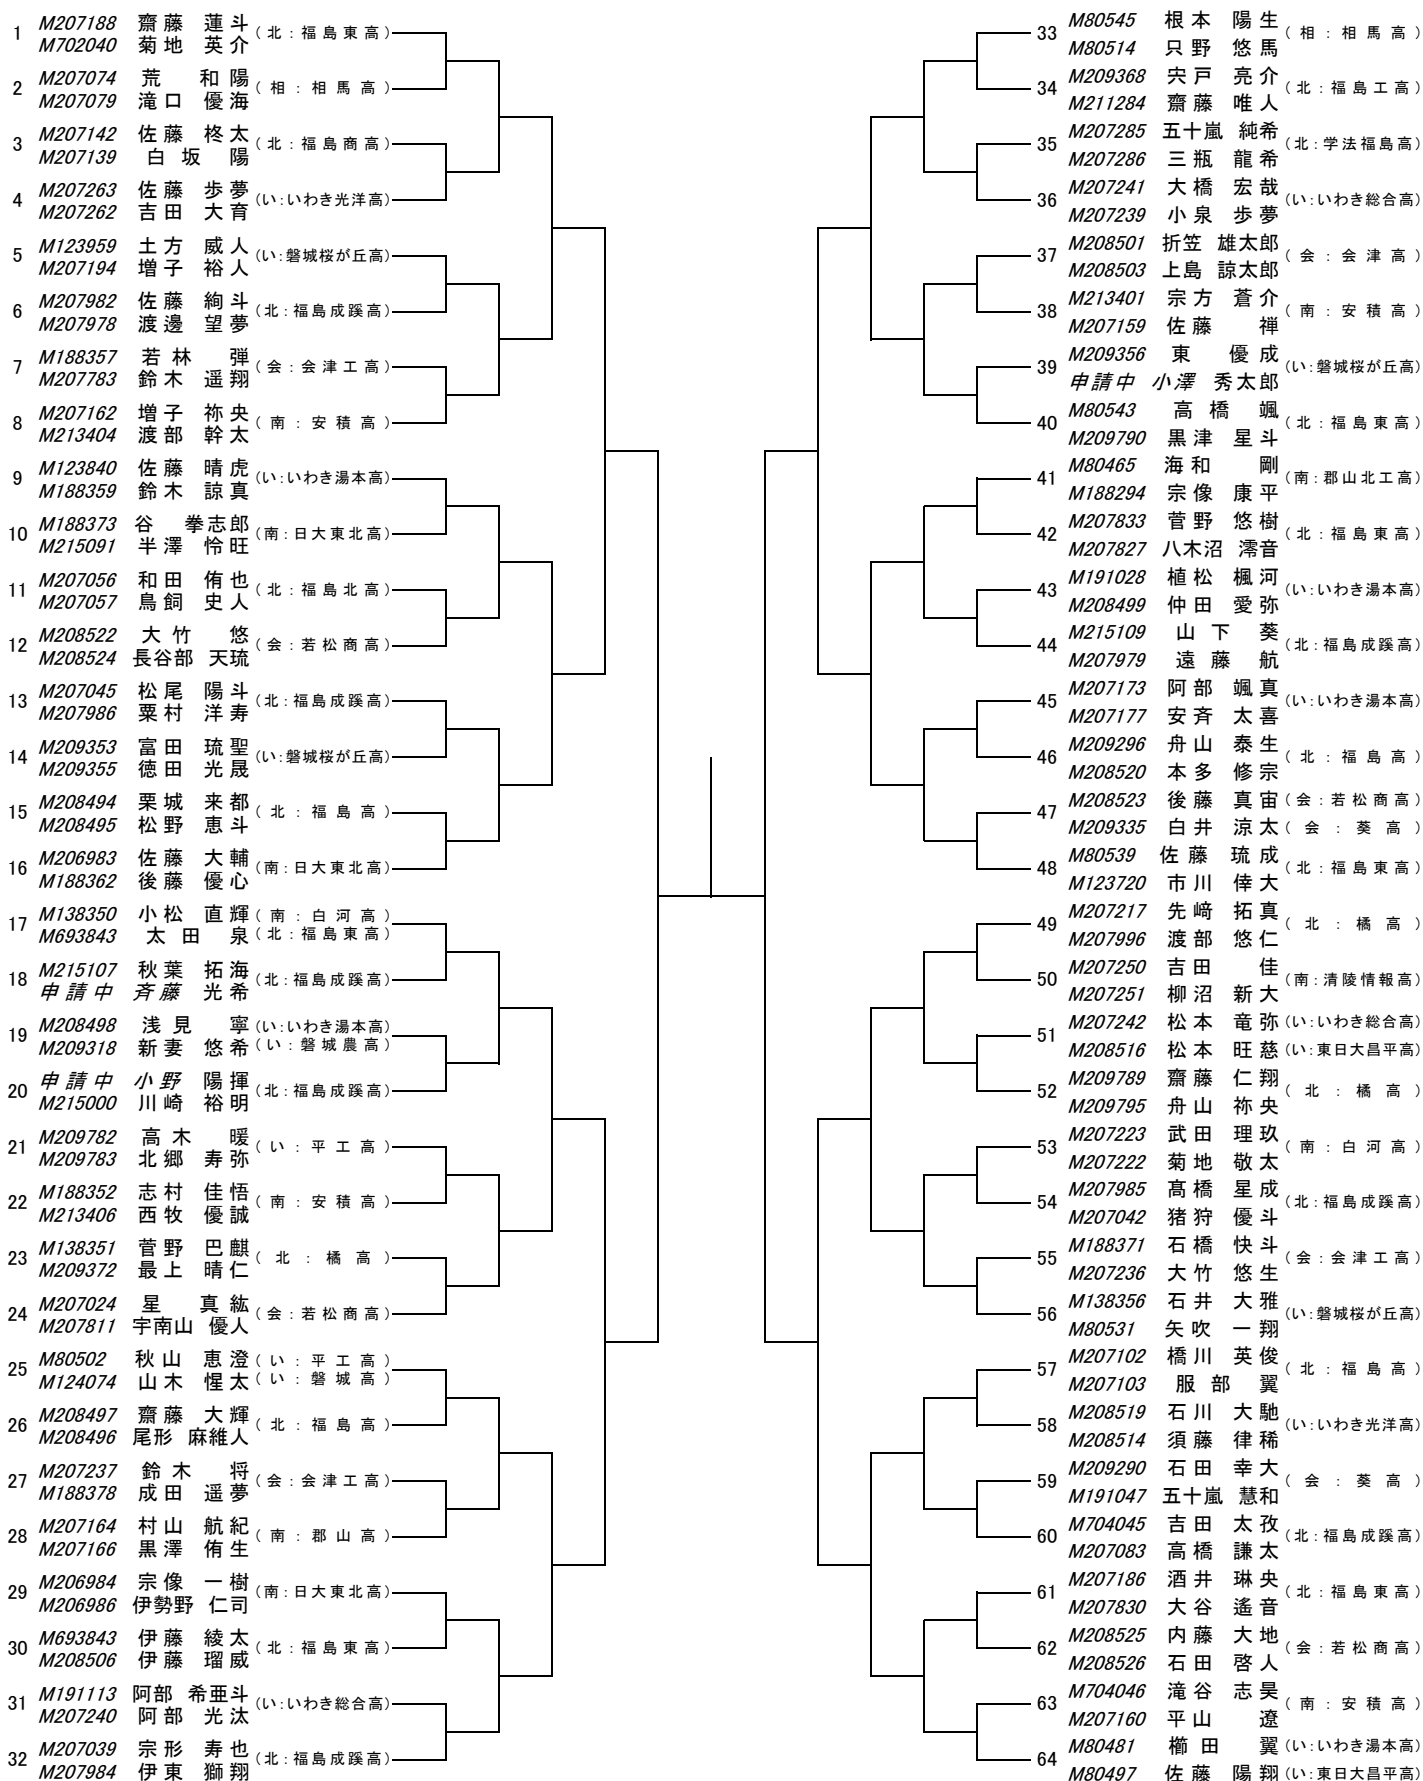 1 M207188 齋藤 蓮斗 (北:福島東高)
M702040 菊地 英介
2 M207074 荒 和陽 (相:相馬高)
M207079 滝口 優海
3 M207142 佐藤 柊太 (北:福島商高)
M207139 白坂 陽
4 M207263 佐藤 歩夢 (い:いわき光洋高)
M207262 吉田 大育
5 M123959 土方 威人 (い:磐城桜が丘高)
M207194 増子 裕人
6 M207982 佐藤 絢斗 (北:福島成蹊高)
M207978 渡邊 望夢
7 M188357 若林 弾 (会:会津工高)
M207783 鈴木 遥翔
8 M207162 増子 祢央 (南:安積高)
M213404 渡部 幹太
9 M123840 佐藤 晴虎 (い:いわき湯本高)
M188359 鈴木 諒真
10 M188373 谷 拳志郎 (南:日大東北高)
M215091 半澤 怜旺
11 M207056 和田 侑也 (北:福島北高)
M207057 鳥飼 史人
12 M208522 大竹 悠 (会:若松商高)
M208524 長谷部 天琉
13 M207045 松尾 陽斗 (北:福島成蹊高)
M207986 粟村 洋寿
14 M209353 富田 琉聖 (い:磐城桜が丘高)
M209355 徳田 光晟
15 M208494 栗城 来都 (北:福島高)
M208495 松野 恵斗
16 M206983 佐藤 大輔 (南:日大東北高)
M188362 後藤 優心
17 M138350 小松 直輝 (南:白河高)
M693843 太田 泉 (北:福島東高)
18 M215107 秋葉 拓海 (北:福島成蹊高)
申請中 斉藤 光希
19 M208498 浅見 寧 (い:いわき湯本高)
M209318 新妻 悠希 (い:磐城農高)
20 申請中 小野 陽揮 (北:福島成蹊高)
M215000 川崎 裕明
21 M209782 高木 暖 (い:平工高)
M209783 北郷 寿弥
22 M188352 志村 佳悟 (南:安積高)
M213406 西牧 優誠
23 M138351 菅野 巴麒 (北:橘高)
M209372 最上 晴仁
24 M207024 星 真紘 (会:若松商高)
M207811 宇南山 優人
25 M80502 秋山 恵澄 (い:平工高)
M124074 山木 惺太 (い:磐城高)
26 M208497 齋藤 大輝 (北:福島高)
M208496 尾形 麻維人
27 M207237 鈴木 将 (会:会津工高)
M188378 成田 遥夢
28 M207164 村山 航紀 (南:郡山高)
M207166 黒澤 侑生
29 M206984 宗像 一樹 (南:日大東北高)
M206986 伊勢野 仁司
30 M693843 伊藤 綾太 (北:福島東高)
M208506 伊藤 瑠威
31 M191113 阿部 希亜斗 (い:いわき総合高)
M207240 阿部 光汰
32 M207039 宗形 寿也 (北:福島成蹊高)
M207984 伊東 獅翔
33 M80545 根本 陽生 (相:相馬高)
M80514 只野 悠馬
34 M209368 宍戸 亮介 (北:福島工高)
M211284 齋藤 唯人
35 M207285 五十嵐 純希 (北:学法福島高)
M207286 三瓶 龍希
36 M207241 大橋 宏哉 (い:いわき総合高)
M207239 小泉 歩夢
37 M208501 折笠 雄太郎 (会:会津高)
M208503 上島 諒太郎
38 M213401 宗方 蒼介 (南:安積高)
M207159 佐藤 禅
39 M209356 東 優成 (い:磐城桜が丘高)
申請中 小澤 秀太郎
40 M80543 高橋 颯 (北:福島東高)
M209790 黒津 星斗
41 M80465 海和 剛 (南:郡山北工高)
M188294 宗像 康平
42 M207833 菅野 悠樹 (北:福島東高)
M207827 八木沼 澪音
43 M191028 植松 楓河 (い:いわき湯本高)
M208499 仲田 愛弥
44 M215109 山下 葵 (北:福島成蹊高)
M207979 遠藤 航
45 M207173 阿部 颯真 (い:いわき湯本高)
M207177 安斉 太喜
46 M209296 舟山 泰生 (北:福島高)
M208520 本多 修宗
47 M208523 後藤 真宙 (会:若松商高)
M209335 白井 涼太 (会:葵高)
48 M80539 佐藤 琉成 (北:福島東高)
M123720 市川 倖大
49 M207217 先﨑 拓真 (北:橘高)
M207996 渡部 悠仁
50 M207250 吉田 佳 (南:清陵情報高)
M207251 柳沼 新大
51 M207242 松本 竜弥 (い:いわき総合高)
M208516 松本 旺慈 (い:東日大昌平高)
52 M209789 齋藤 仁翔 (北:橘高)
M209795 舟山 祢央
53 M207223 武田 理玖 (南:白河高)
M207222 菊地 敬太
54 M207985 髙橋 星成 (北:福島成蹊高)
M207042 猪狩 優斗
55 M188371 石橋 快斗 (会:会津工高)
M207236 大竹 悠生
56 M138356 石井 大雅 (い:磐城桜が丘高)
M80531 矢吹 一翔
57 M207102 橋川 英俊 (北:福島高)
M207103 服部 翼
58 M208519 石川 大馳 (い:いわき光洋高)
M208514 須藤 律稀
59 M209290 石田 幸大 (会:葵高)
M191047 五十嵐 慧和
60 M704045 吉田 太孜 (北:福島成蹊高)
M207083 高橋 謙太
61 M207186 酒井 琳央 (北:福島東高)
M207830 大谷 遙音
62 M208525 内藤 大地 (会:若松商高)
M208526 石田 啓人
63 M704046 滝谷 志昊 (南:安積高)
M207160 平山 遼
64 M80481 櫛田 翼 (い:いわき湯本高)
M80497 佐藤 陽翔 (い:東日大昌平高)